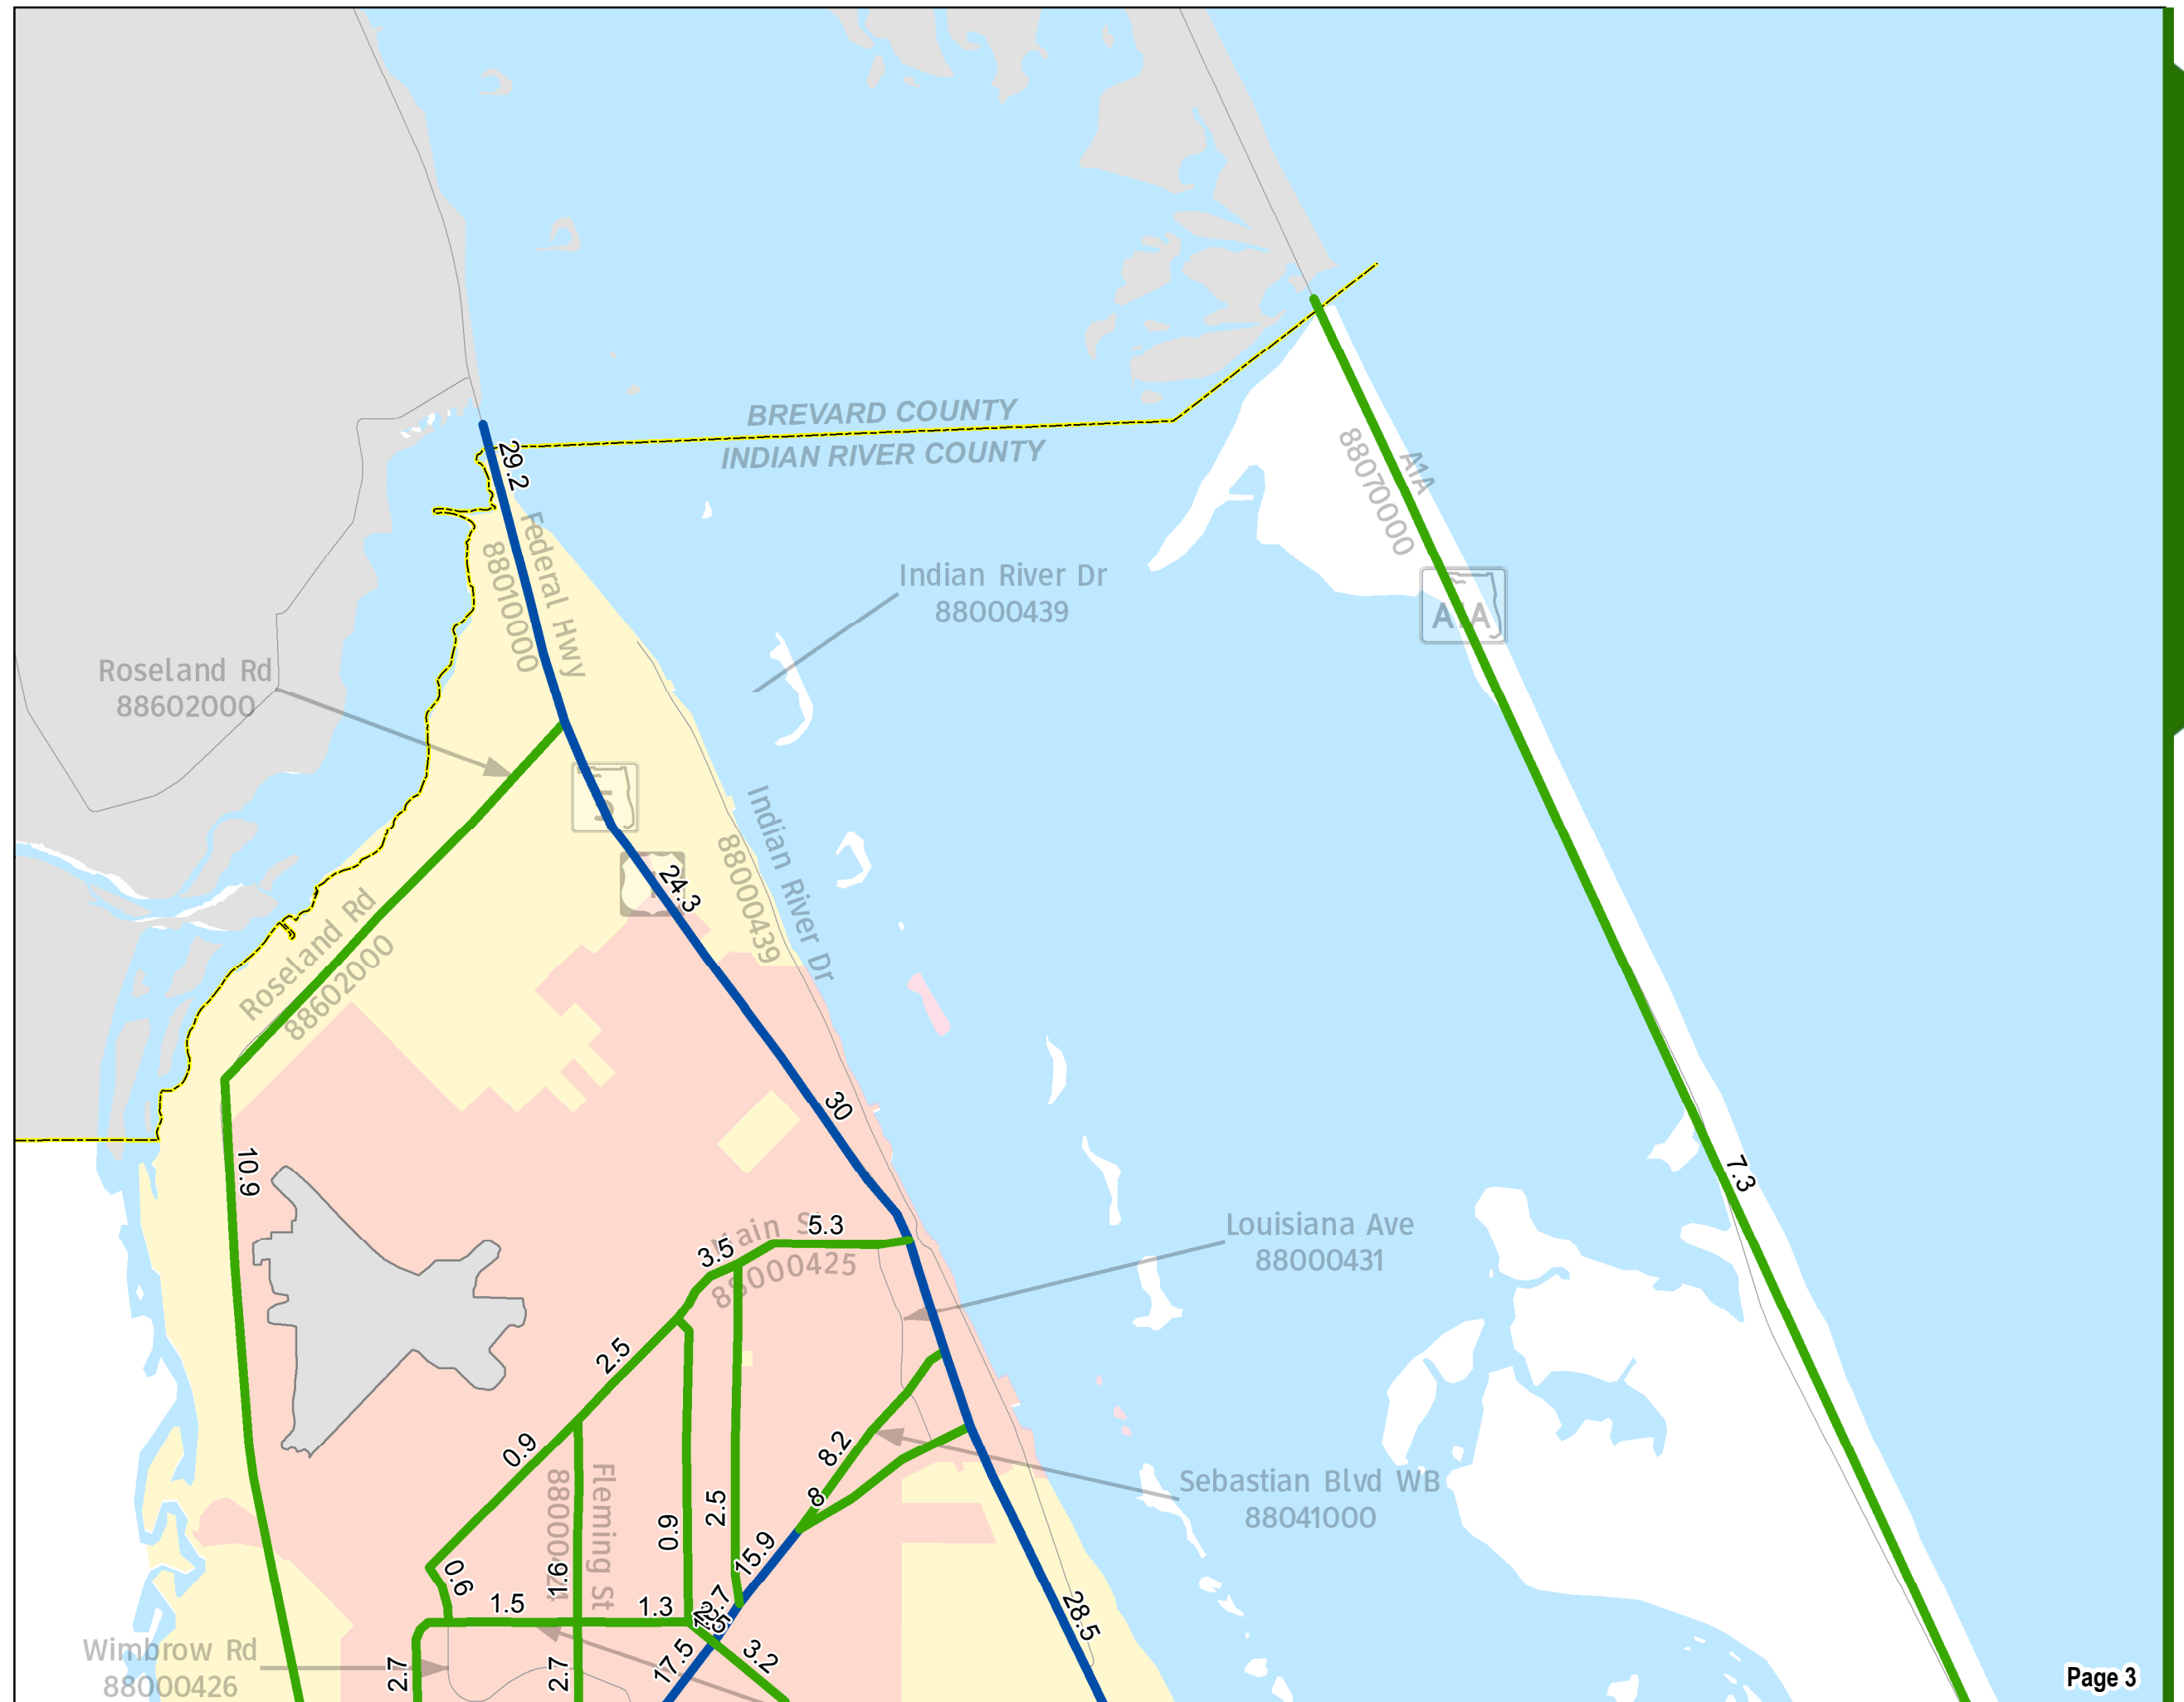 BREVARD COUNTY
INDIAN RIVER COUNTY
29.2
A1A
88070000
Federal Hwy
88010000
Indian River Dr
88000439
A1A
Roseland Rd
88602000
US
24.3
Indian River Dr
88000439
Roseland Rd
88602000
30
10.9
7.3
5.3
3.5
88000425
Louisiana Ave
88000431
2.5
0.9
8.2
8
Sebastian Blvd WB
88041000
Fleming St
2.5
0.9
15.9
0.6
1.6
1.5
1.3
28.5
17.5
3.2
Wimbrow Rd
88000426
2.7
2.7
Page 3